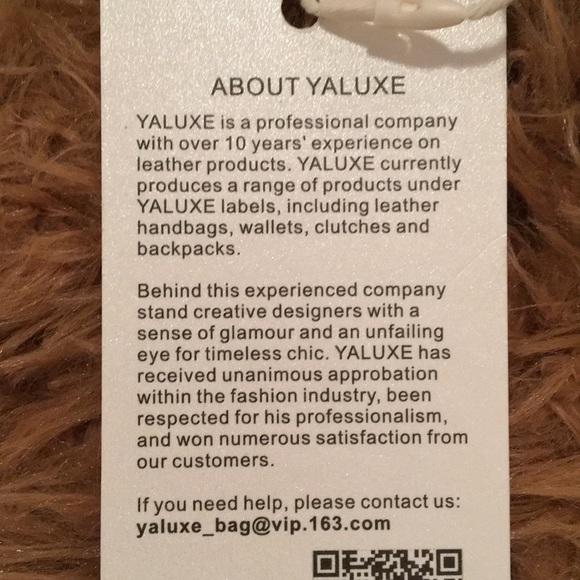 ABOUT YALUXE
YALUXE is a professional company
with over 10 years' experience on
leather products. YALUXE currently
produces a range of products under
YALUXE labels, including leather
handbags, wallets, clutches and
backpacks.
Behind this experienced company
stand creative designers with a
sense of glamour and an unfailing
eye for timeless chic. YALUXE has
received unanimous approbation
within the fashion industry, been
respected for his professionalism,
and won numerous satisfaction from
our customers.
If you need help, please contact us:
yaluxe_bag@vip.163.com